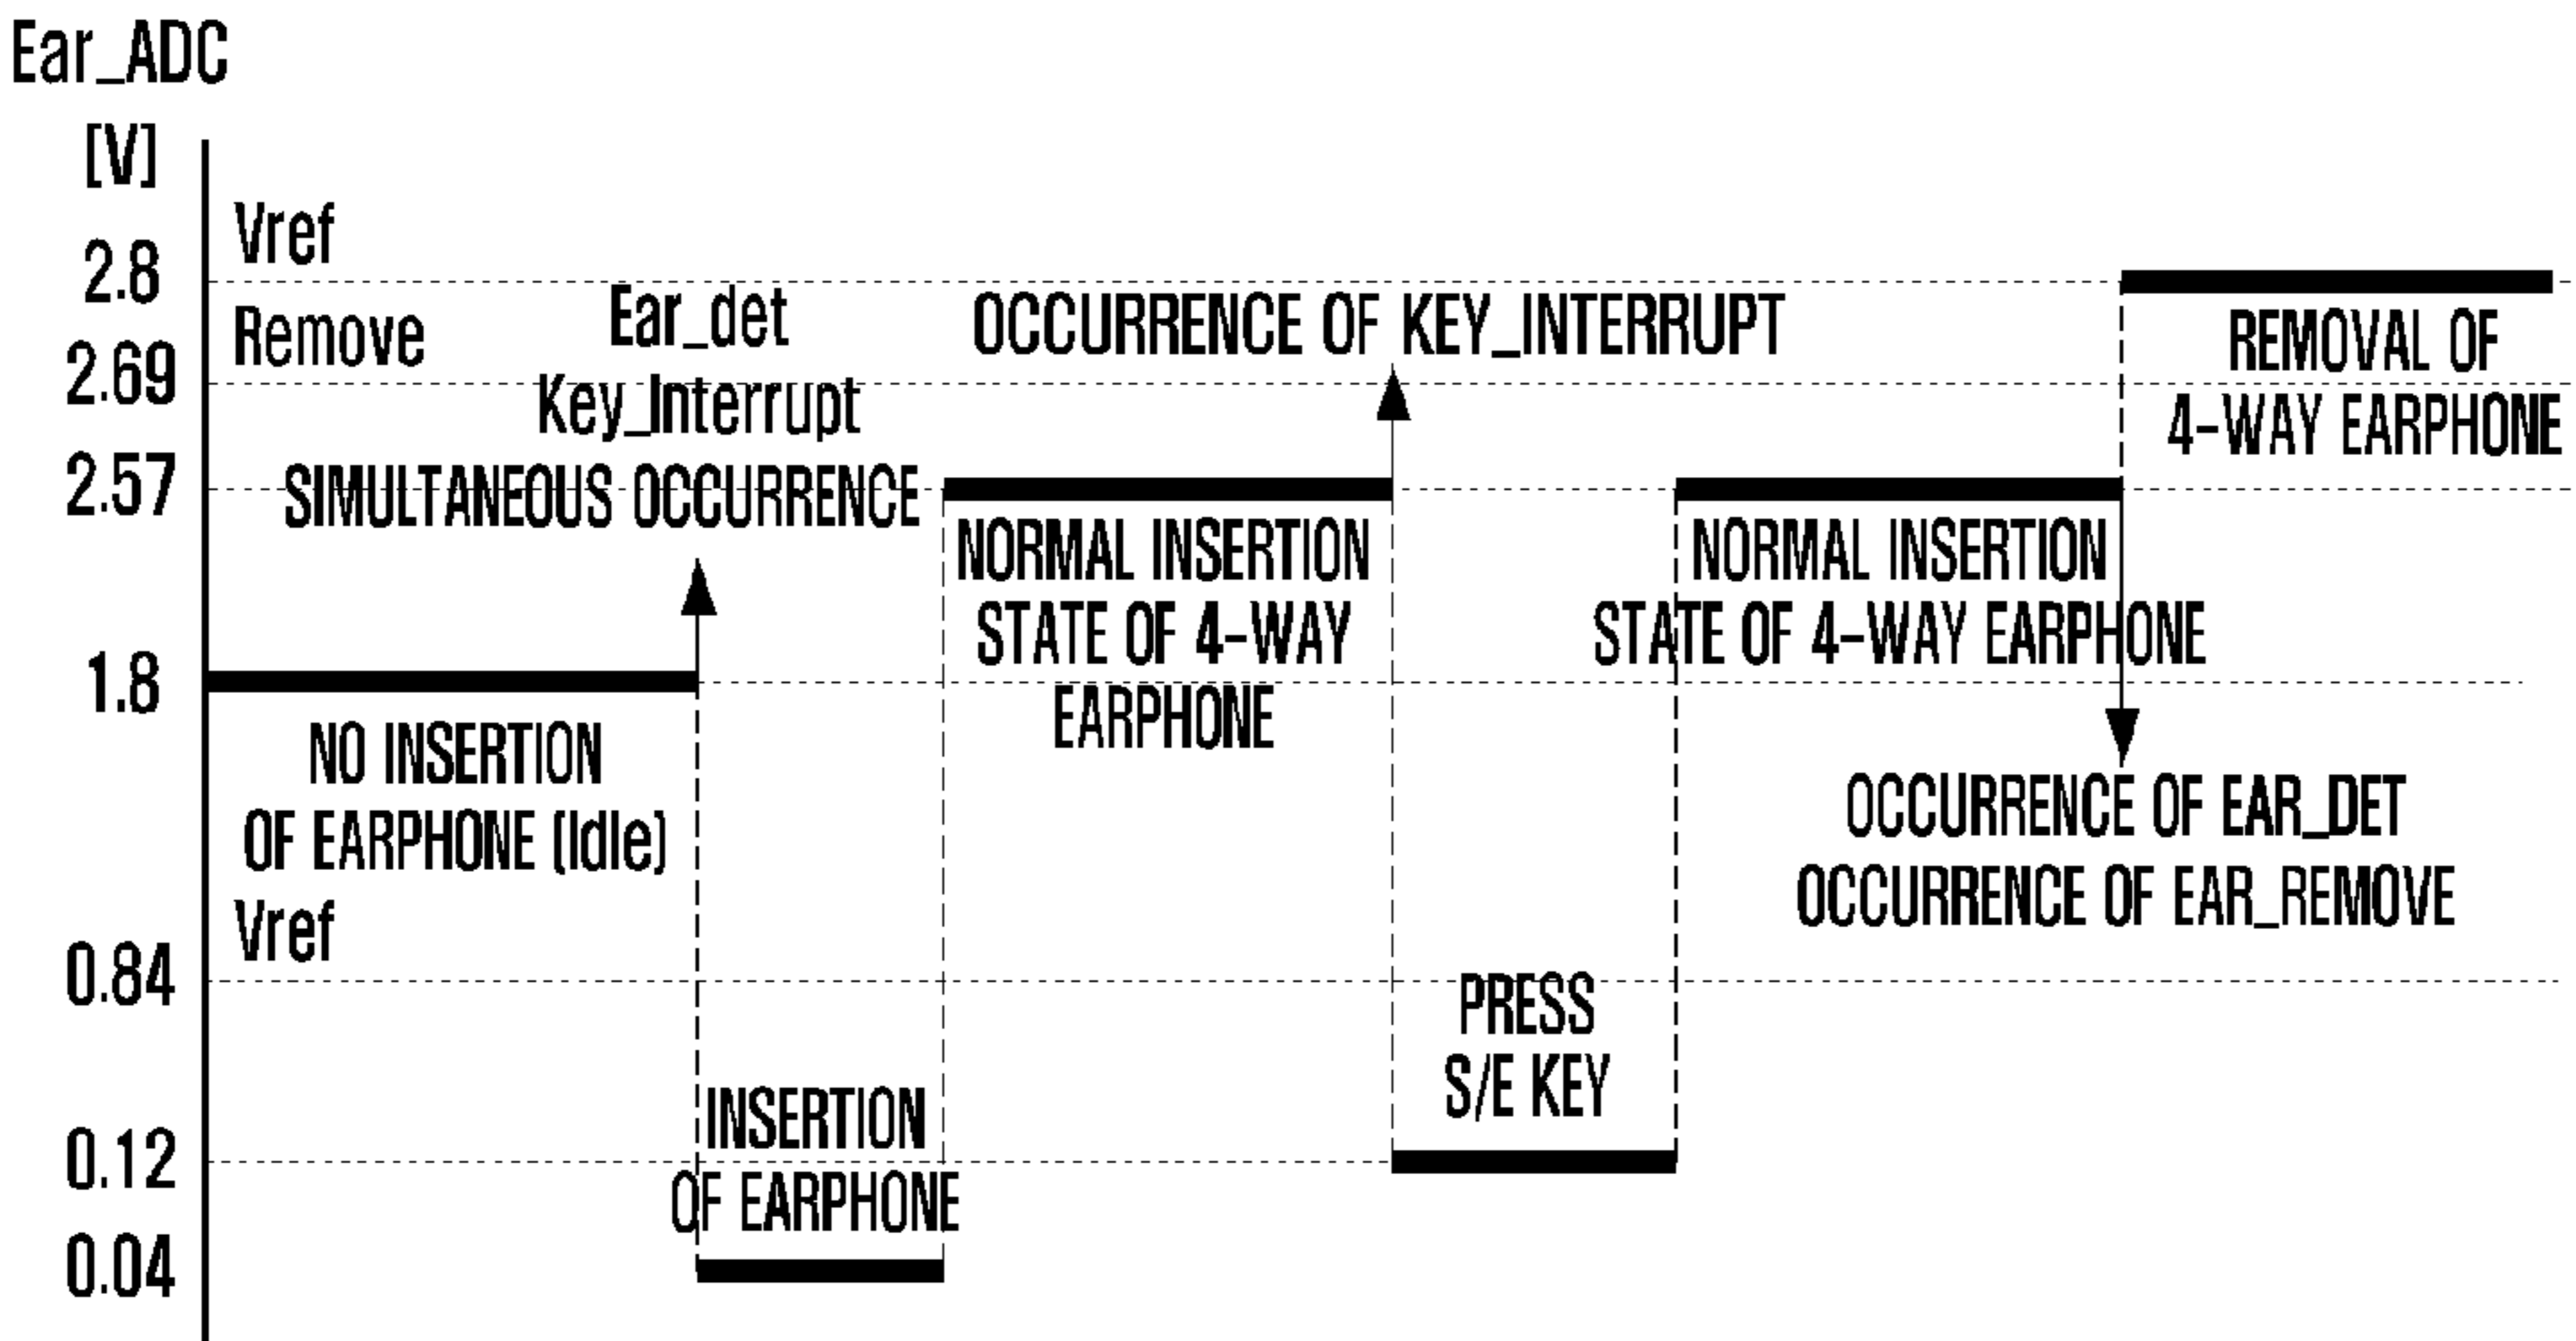 Ear_ADC
[V]
Vref
2.8
Remove
2.69
2.57
1.8
0.84
0.12
0.04
Ear_det
Key_Interrupt
SIMULTANEOUS OCCURRENCE
NO INSERTION
OF EARPHONE (Idle)
Vref
INSERTION
OF EARPHONE
OCCURRENCE OF KEY_INTERRUPT
NORMAL INSERTION
STATE OF 4-WAY
EARPHONE
PRESS
S/E KEY
NORMAL INSERTION
STATE OF 4-WAY EARPHONE
REMOVAL OF
4-WAY EARPHONE
OCCURRENCE OF EAR_DET
OCCURRENCE OF EAR_REMOVE